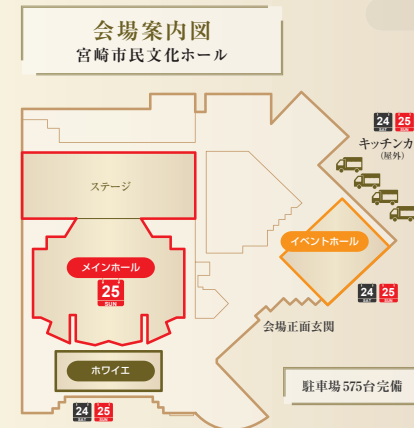 会場案内図
宮崎市民文化ホール
24 25
SAT SUN
キッチンカ
(屋外)
ステージ
イベントホール
メインホール
25
SUN
24 25
SAT SUN
会場正面玄関
ホワイエ
駐車場575台完備
24 25
SAT SUN